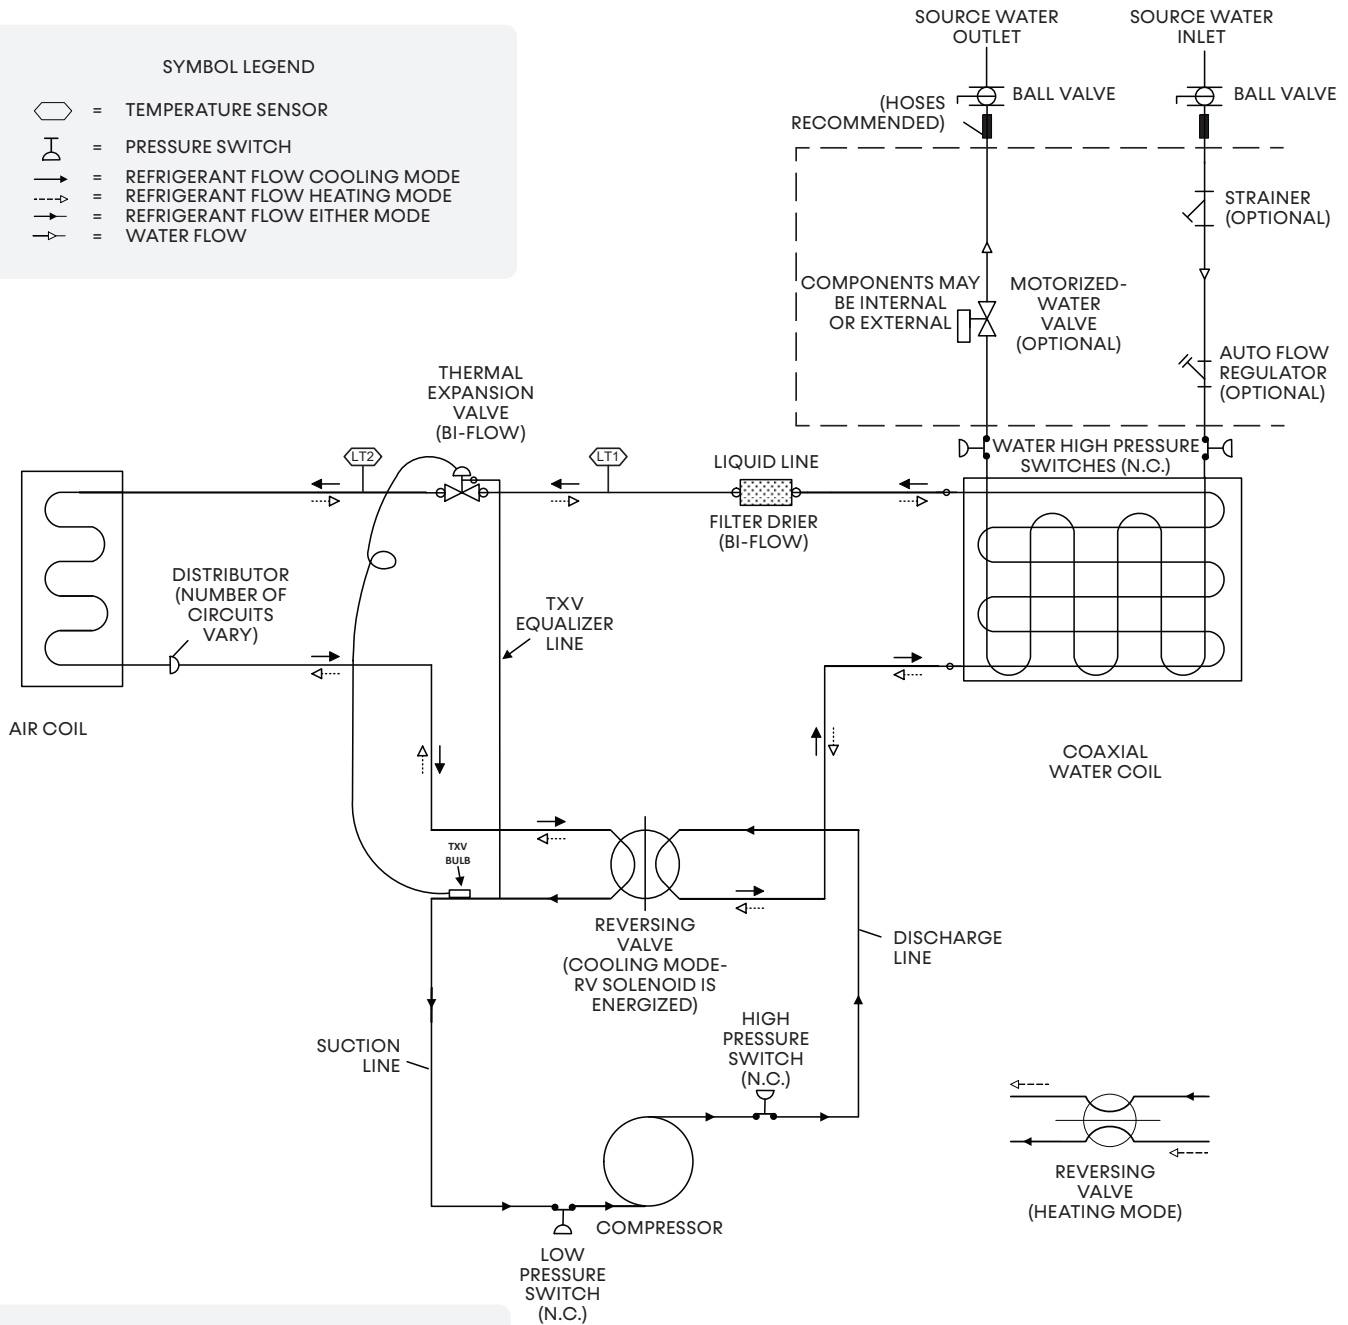 SYMBOL LEGEND
= TEMPERATURE SENSOR
= PRESSURE SWITCH
= REFRIGERANT FLOW COOLING MODE
= REFRIGERANT FLOW HEATING MODE
= REFRIGERANT FLOW EITHER MODE
= WATER FLOW
SOURCE WATER
OUTLET
SOURCE WATER
INLET
BALL VALVE
BALL VALVE
(HOSES
RECOMMENDED)
STRAINER
(OPTIONAL)
COMPONENTS MAY
BE INTERNAL
OR EXTERNAL
MOTORIZED-
WATER
VALVE
(OPTIONAL)
AUTO FLOW
REGULATOR
(OPTIONAL)
WATER HIGH PRESSURE
SWITCHES (N.C.)
THERMAL
EXPANSION
VALVE
(BI-FLOW)
LT2
LT1
LIQUID LINE
FILTER DRIER
(BI-FLOW)
DISTRIBUTOR
(NUMBER OF
CIRCUITS
VARY)
TXV
EQUALIZER
LINE
AIR COIL
COAXIAL
WATER COIL
TXV
BULB
REVERSING
VALVE
(COOLING MODE-
RV SOLENOID IS
ENERGIZED)
DISCHARGE
LINE
SUCTION
LINE
HIGH
PRESSURE
SWITCH
(N.C.)
COMPRESSOR
LOW
PRESSURE
SWITCH
(N.C.)
REVERSING
VALVE
(HEATING MODE)